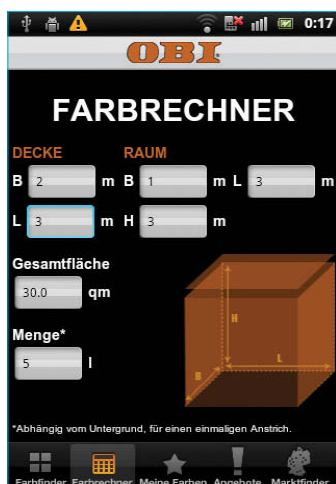 0:17
OBI
FARBRECHNER
DECKE RAUM
B 2 m B 1 m L 3 m
L 3 m H 3 m
Gesamtfläche
30.0 qm
Menge*
5 l
H
L
B
*Abhängig vom Untergrund, für einen einmaligen Anstrich.
Farbfinder Farbrechner Meine Farben Angebote Marktfinder